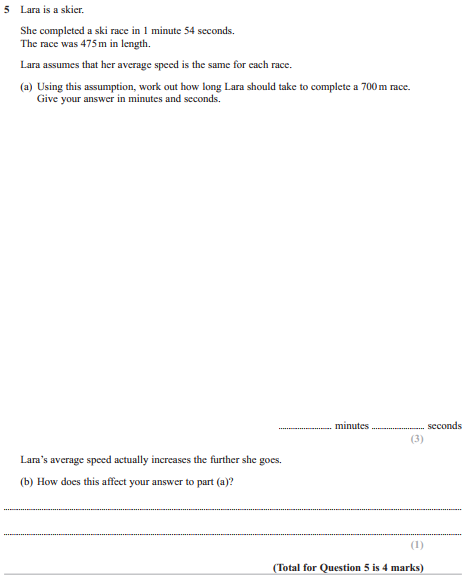 5 Lara is a skier.
She completed a ski race in 1 minute 54 seconds.
The race was 475 m in length.
Lara assumes that her average speed is the same for each race.
(a) Using this assumption, work out how long Lara should take to complete a 700 m race.
Give your answer in minutes and seconds.
minutes seconds
(3)
Lara's average speed actually increases the further she goes.
(b) How does this affect your answer to part (a)?
(1)
(Total for Question 5 is 4 marks)